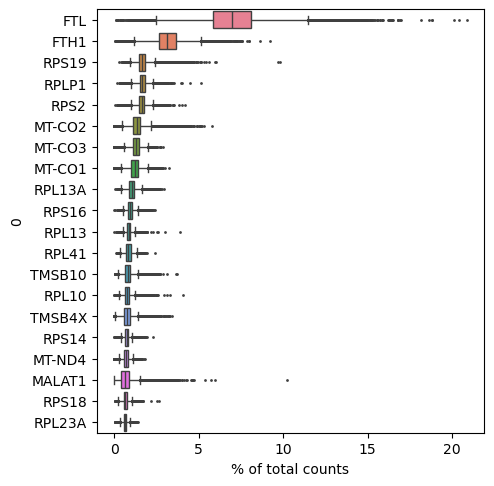 FTL
FTH1
RPS19
RPLP1
RPS2
MT-CO2
MT-CO3
MT-CO1
RPL13A
RPS16
RPL13
RPL41
TMSB10
RPL10
TMSB4X
RPS14
MT-ND4
MALAT1
RPS18
RPL23A
0
0 5 10 15 20
% of total counts